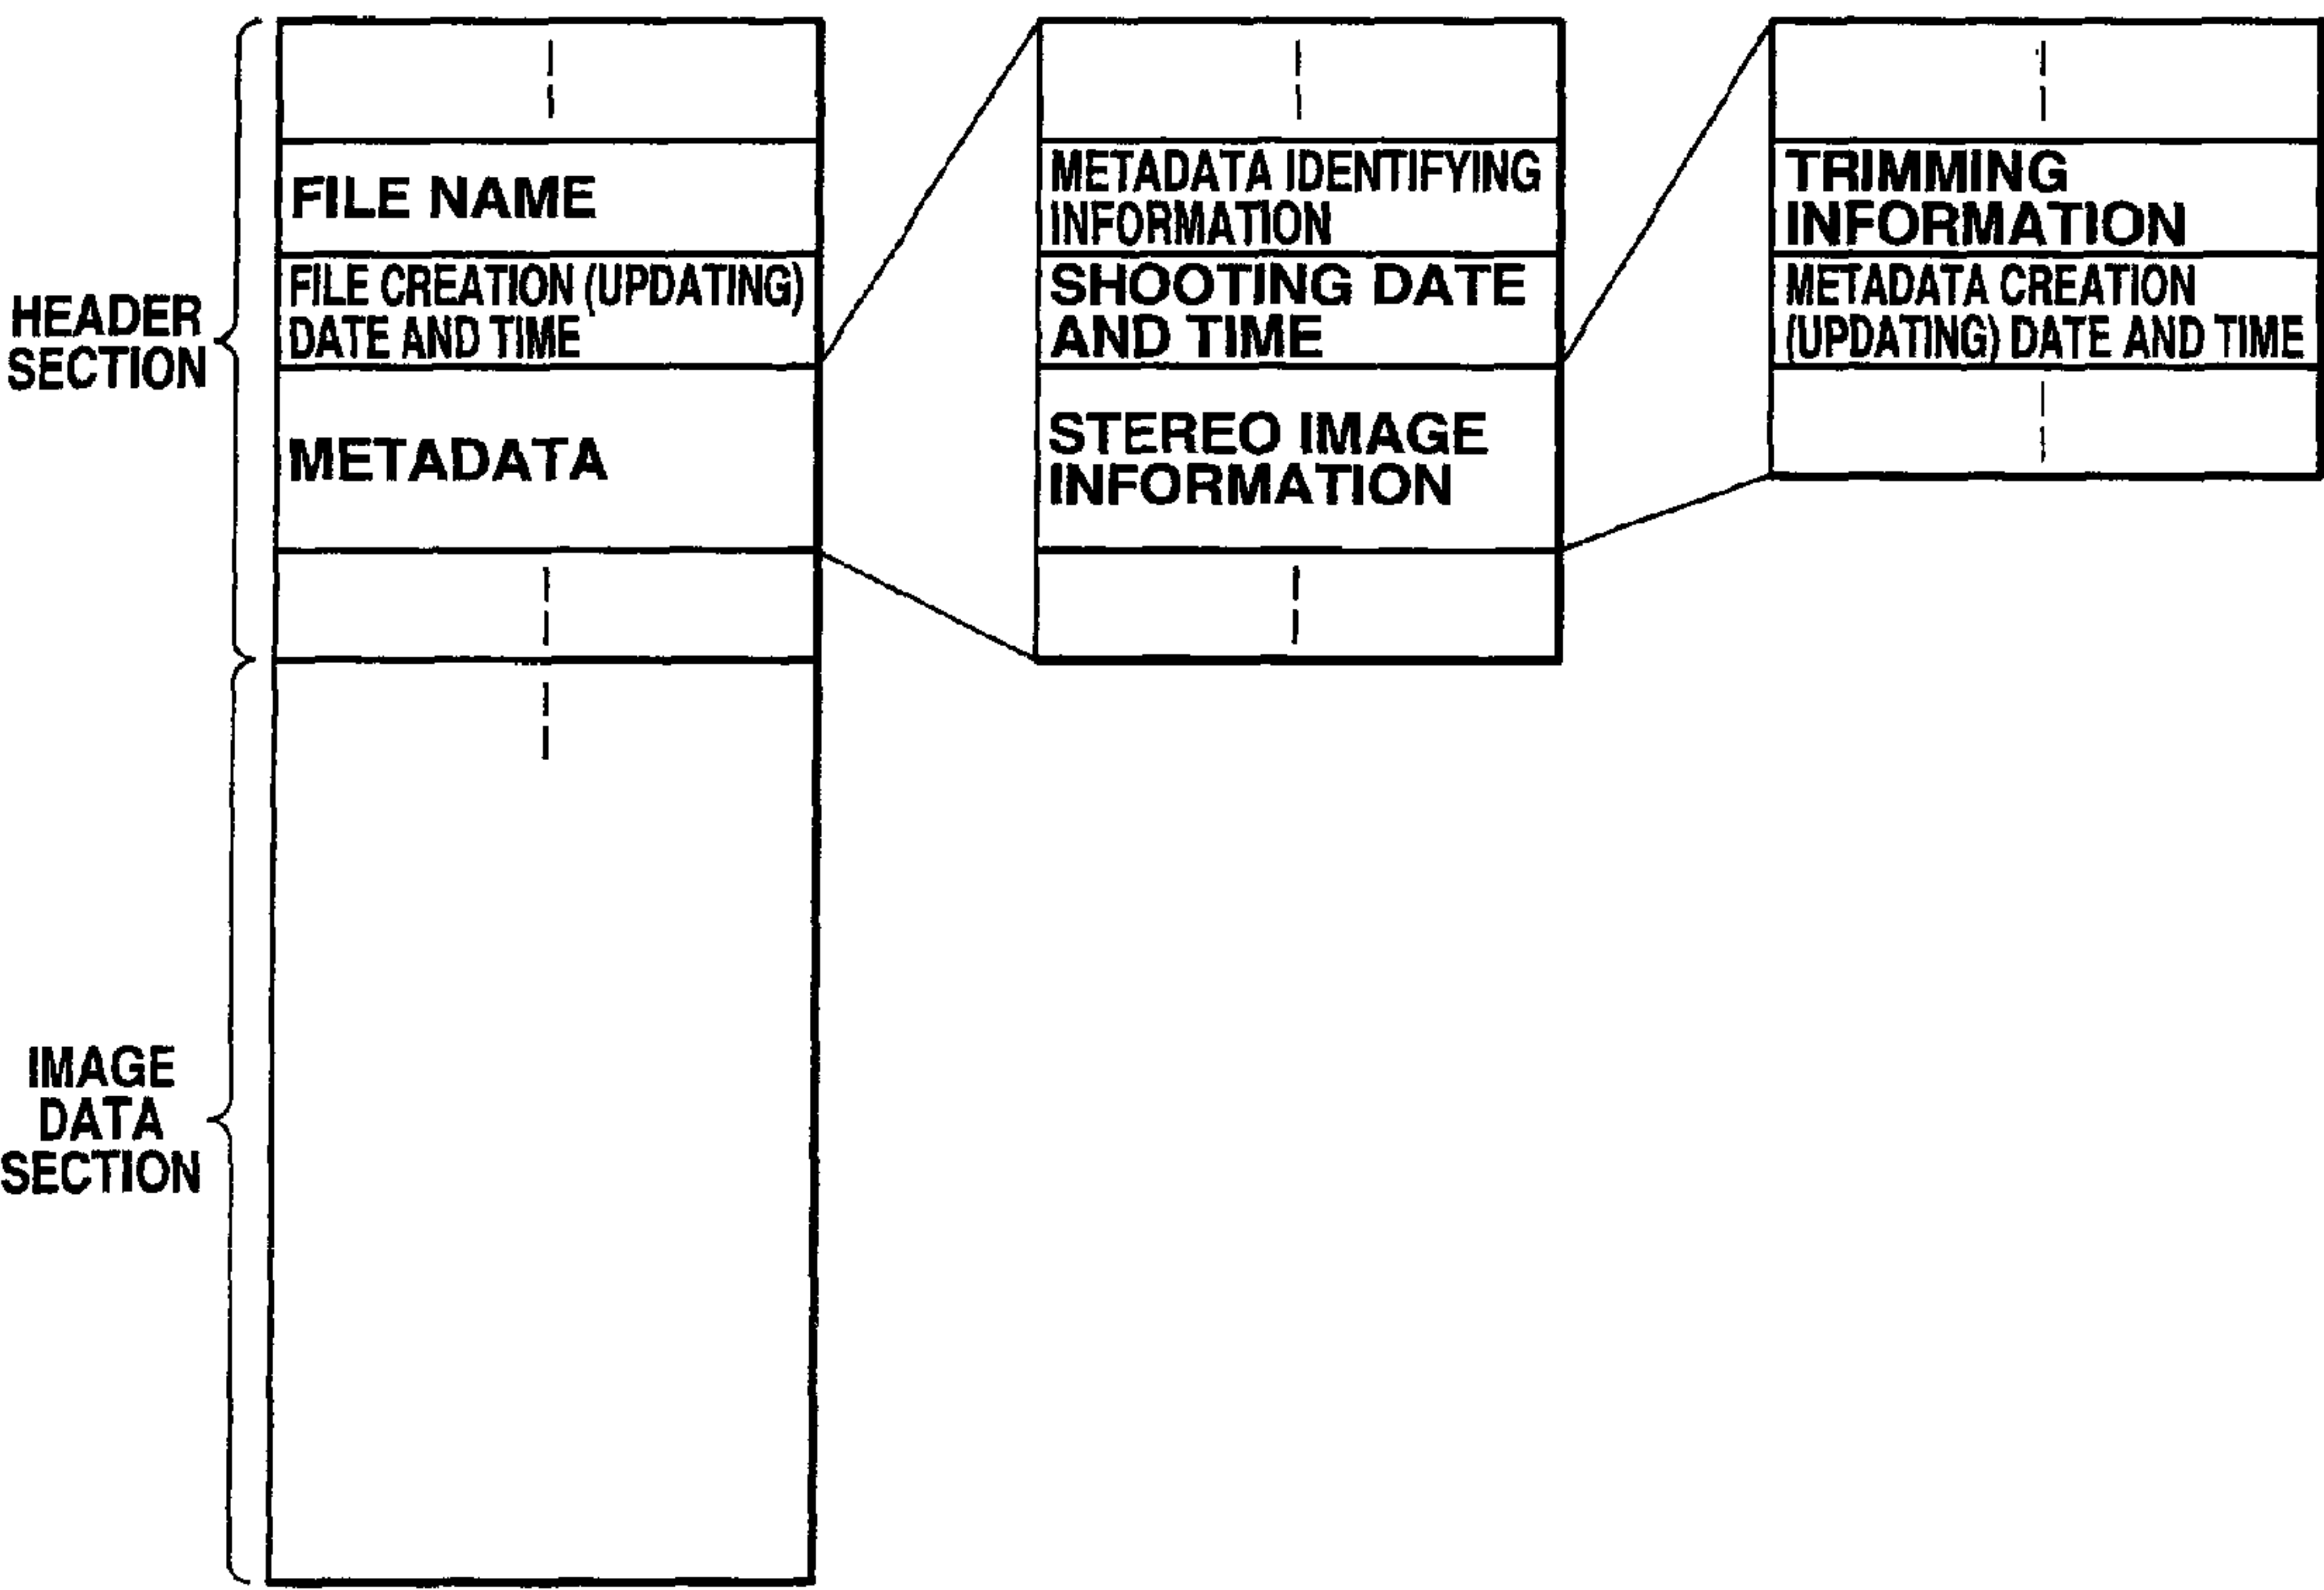 HEADER
SECTION
FILE NAME
FILE CREATION (UPDATING)
DATE AND TIME
METADATA
IMAGE
DATA
SECTION
METADATA IDENTIFYING
INFORMATION
SHOOTING DATE
AND TIME
STEREO IMAGE
INFORMATION
TRIMMING
INFORMATION
METADATA CREATION
(UPDATING) DATE AND TIME